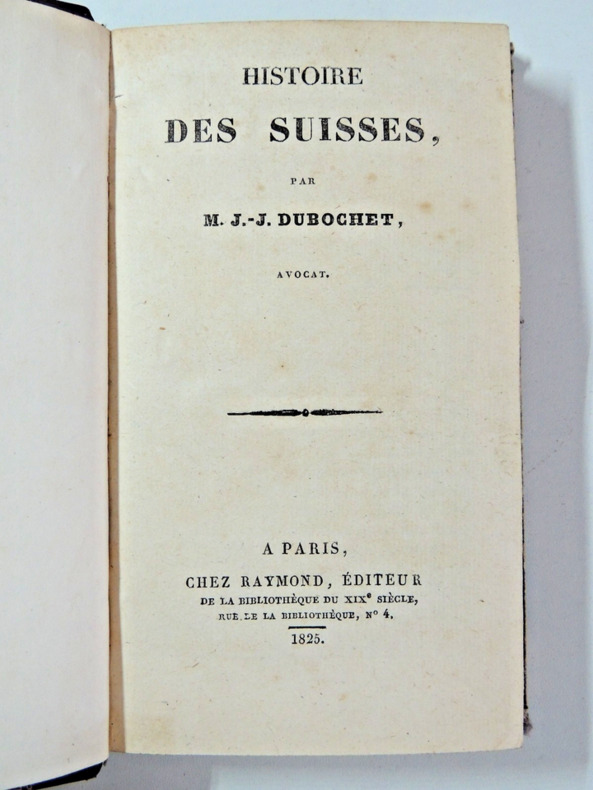 HISTOIRE
DES SUISSES,
PAR
M. J.-J. DUBOCHET,
AVOCAT.
A PARIS,
CHEZ RAYMOND, ÉDITEUR
DE LA BIBLIOTHÈQUE DU XIXe SIÈCLE,
RUE DE LA BIBLIOTHÈQUE, No 4.
1825.